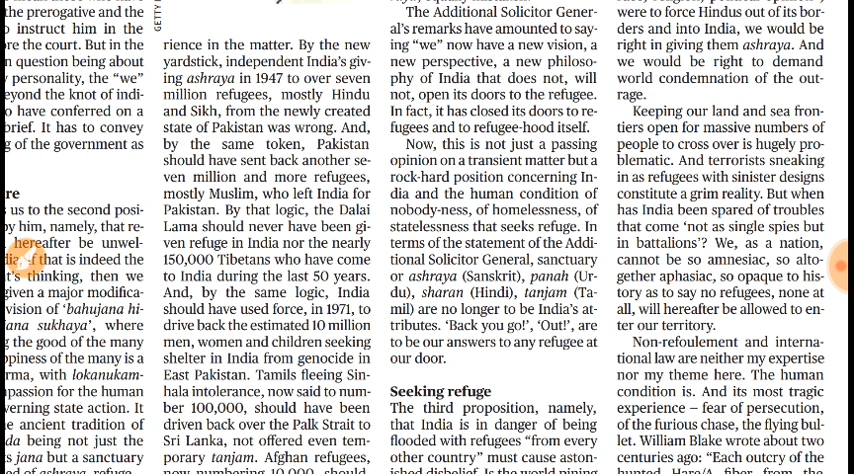 the prerogative and the
instruct him in the
re the court. But in the
n question being about
personality, the “we”
eyond the knot of indi-
o have conferred on a
brief. It has to convey
g of the government as
re
us to the second posi-
by him, namely, that re-
hereafter be unwel-
f that is indeed the
t’s thinking, then we
given a major modifica-
vision of ‘bahujana hi-
jana sukhaya’, where
g the good of the many
ppiness of the many is a
rma, with lokanukam-
passion for the human
verning state action. It
e ancient tradition of
da being not just the
s jana but a sanctuary
ed of ashraya, refuge
GETTY
rience in the matter. By the new
yardstick, independent India’s giv-
ing ashraya in 1947 to over seven
million refugees, mostly Hindu
and Sikh, from the newly created
state of Pakistan was wrong. And,
by the same token, Pakistan
should have sent back another se-
ven million and more refugees,
mostly Muslim, who left India for
Pakistan. By that logic, the Dalai
Lama should never have been gi-
ven refuge in India nor the nearly
150,000 Tibetans who have come
to India during the last 50 years.
And, by the same logic, India
should have used force, in 1971, to
drive back the estimated 10 million
men, women and children seeking
shelter in India from genocide in
East Pakistan. Tamils fleeing Sin-
hala intolerance, now said to num-
ber 100,000, should have been
driven back over the Palk Strait to
Sri Lanka, not offered even tem-
porary tanjam. Afghan refugees,
now numbering 10,000, should
The Additional Solicitor Gener-
al’s remarks have amounted to say-
ing “we” now have a new vision, a
new perspective, a new philoso-
phy of India that does not, will
not, open its doors to the refugee.
In fact, it has closed its doors to re-
fugees and to refugee-hood itself.
Now, this is not just a passing
opinion on a transient matter but a
rock-hard position concerning In-
dia and the human condition of
nobody-ness, of homelessness, of
statelessness that seeks refuge. In
terms of the statement of the Addi-
tional Solicitor General, sanctuary
or ashraya (Sanskrit), panah (Ur-
du), sharan (Hindi), tanjam (Ta-
mil) are no longer to be India’s at-
tributes. ‘Back you go!’, ‘Out!’, are
to be our answers to any refugee at
our door.
Seeking refuge
The third proposition, namely,
that India is in danger of being
flooded with refugees “from every
other country” must cause aston-
ished disbelief. Is the world pining
were to force Hindus out of its bor-
ders and into India, we would be
right in giving them ashraya. And
we would be right to demand
world condemnation of the out-
rage.
Keeping our land and sea fron-
tiers open for massive numbers of
people to cross over is hugely pro-
blematic. And terrorists sneaking
in as refugees with sinister designs
constitute a grim reality. But when
has India been spared of troubles
that come ‘not as single spies but
in battalions’? We, as a nation,
cannot be so amnesiac, so alto-
gether aphasiac, so opaque to his-
tory as to say no refugees, none at
all, will hereafter be allowed to en-
ter our territory.
Non-refoulement and interna-
tional law are neither my expertise
nor my theme here. The human
condition is. And its most tragic
experience – fear of persecution,
of the furious chase, the flying bul-
let. William Blake wrote about two
centuries ago: “Each outcry of the
hunted Hare/A fiber from the